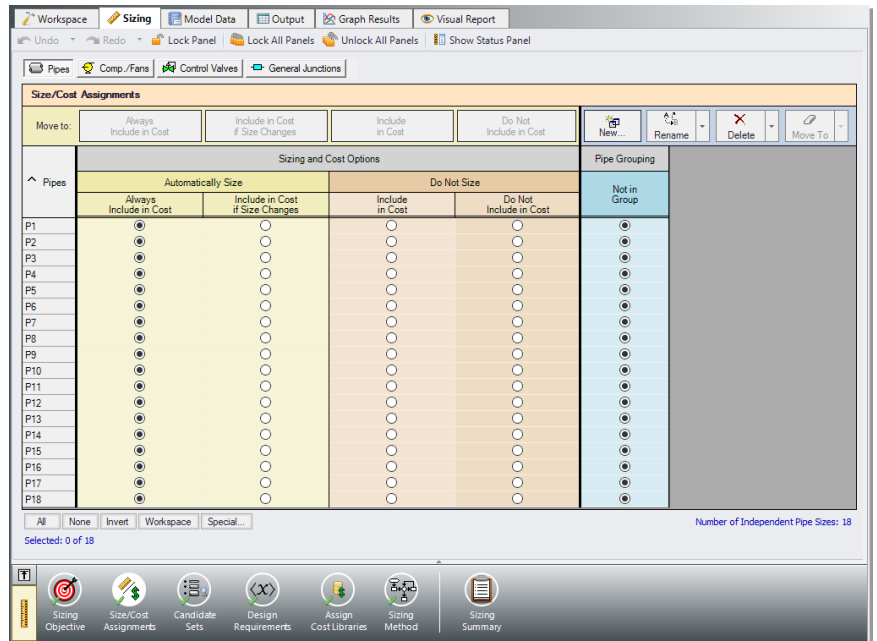 Workspace Sizing Model Data Output Graph Results Visual Report
Undo Redo Lock Panel Lock All Panels Unlock All Panels Show Status Panel
Pipes Comp./Fans Control Valves General Junctions
Size/Cost Assignments
Move to:
Always
Include in Cost
Include in Cost
if Size Changes
Include
in Cost
Do Not
Include in Cost
New...
Rename
Delete
Move To
Pipes
Sizing and Cost Options
Pipe Grouping
Automatically Size
Do Not Size
Always
Include in Cost
Include in Cost
if Size Changes
Include
in Cost
Do Not
Include in Cost
Not in
Group
P1
P2
P3
P4
P5
P6
P7
P8
P9
P10
P11
P12
P13
P14
P15
P16
P17
P18
All None Invert Workspace Special...
Number of Independent Pipe Sizes: 18
Selected: 0 of 18
Sizing
Objective
Size/Cost
Assignments
Candidate
Sets
Design
Requirements
Assign
Cost Libraries
Sizing
Method
Sizing
Summary